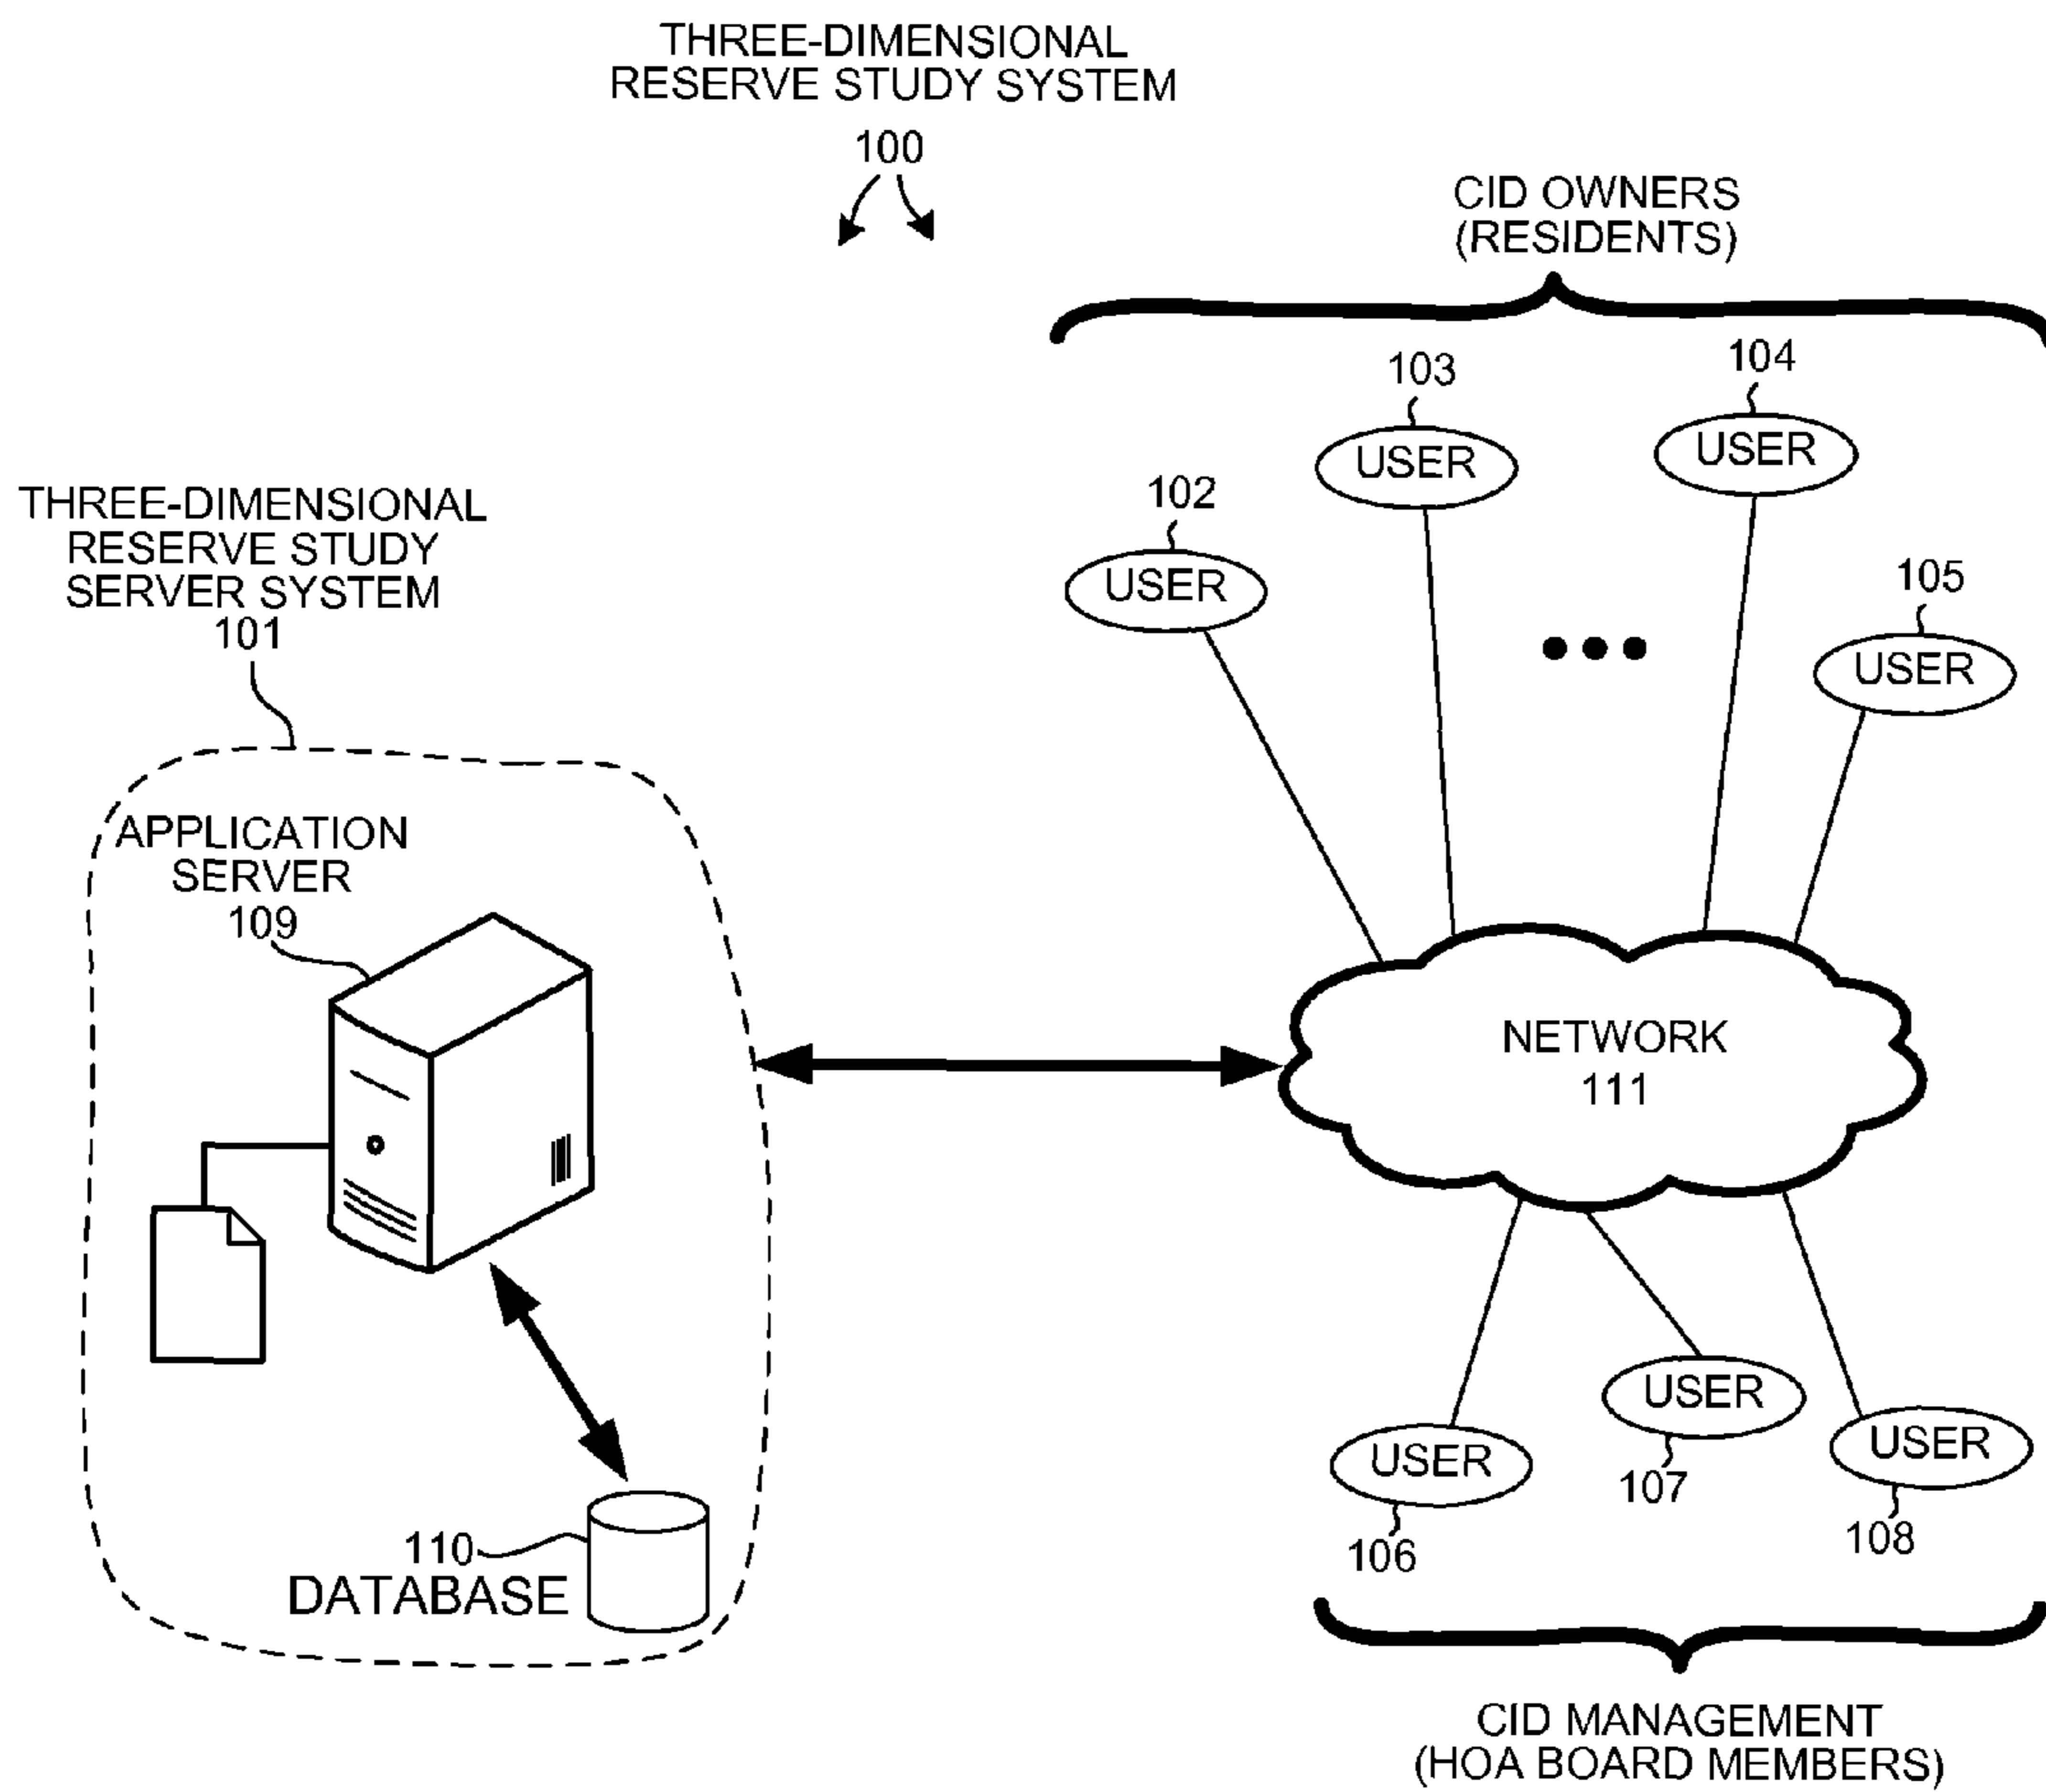 THREE-DIMENSIONAL
RESERVE STUDY SYSTEM
100
CID OWNERS
(RESIDENTS)
103
USER
104
USER
102
USER
105
USER
THREE-DIMENSIONAL
RESERVE STUDY
SERVER SYSTEM
101
APPLICATION
SERVER
109
NETWORK
111
110
DATABASE
USER
106
USER
107
USER
108
CID MANAGEMENT
(HOA BOARD MEMBERS)